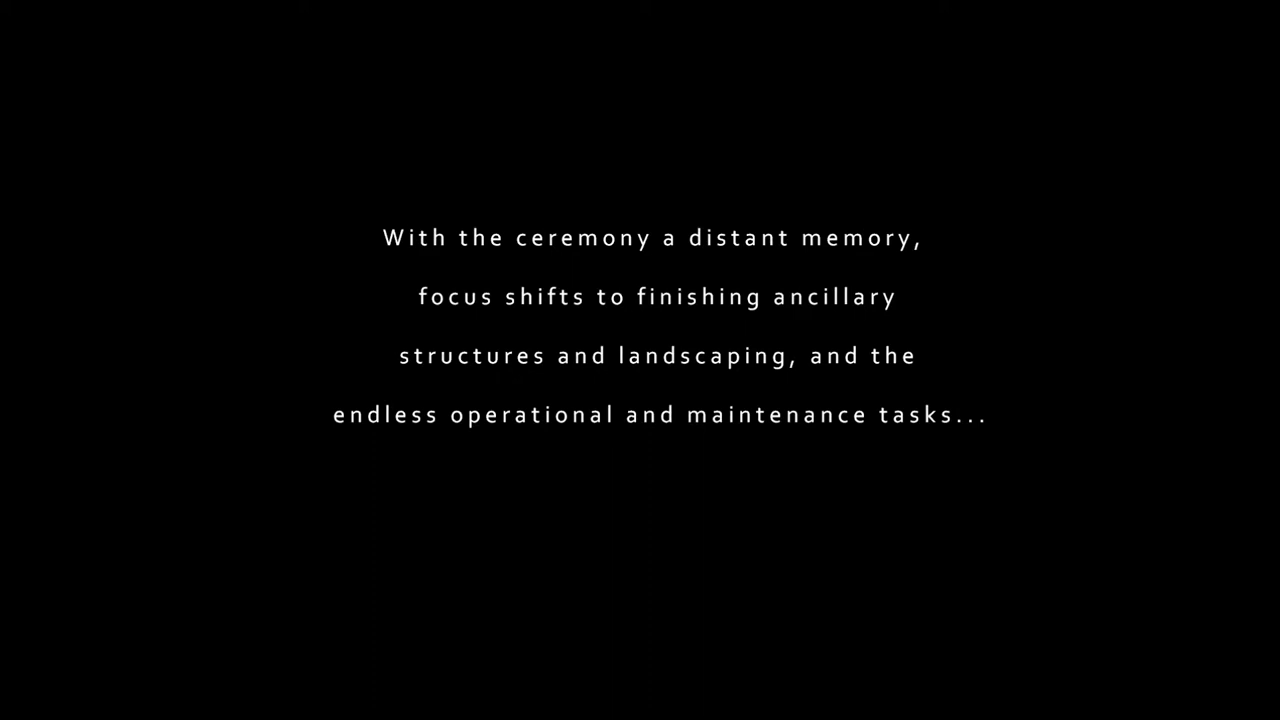 With the ceremony a distant memory,
focus shifts to finishing ancillary
structures and landscaping, and the
endless operational and maintenance tasks...